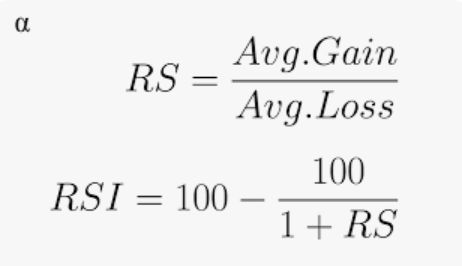 α
RS = Avg.Gain / Avg.Loss
RSI = 100 − 100 / 1 + RS